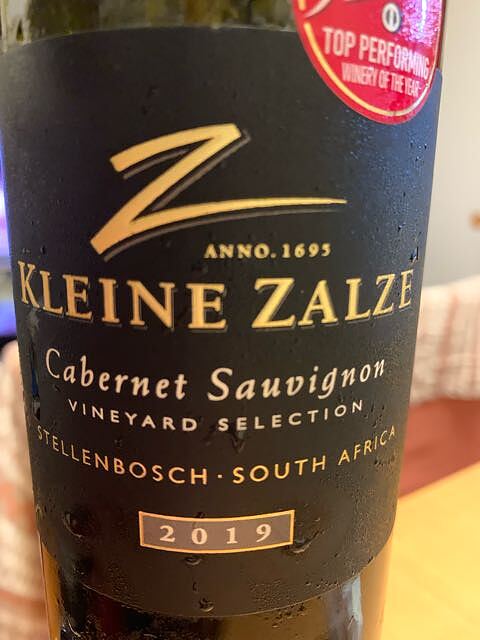 TOP PERFORMING
WINERY OF THE YEAR
Z
ANNO.1695
KLEINE ZALZE
Cabernet Sauvignon
VINEYARD SELECTION
STELLENBOSCH · SOUTH AFRICA
2019